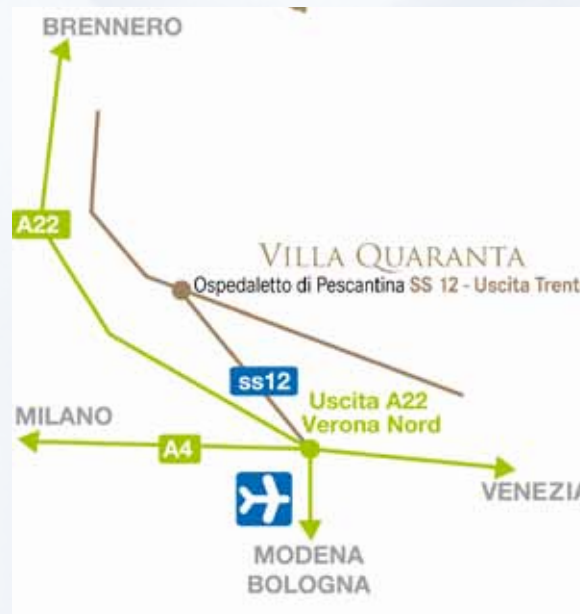 BRENNERO
A22
VILLA QUARANTA
Ospedaletto di Pescantina SS 12 - Uscita Trent
ss12
Uscita A22
Verona Nord
MILANO
A4
VENEZIA
MODENA
BOLOGNA